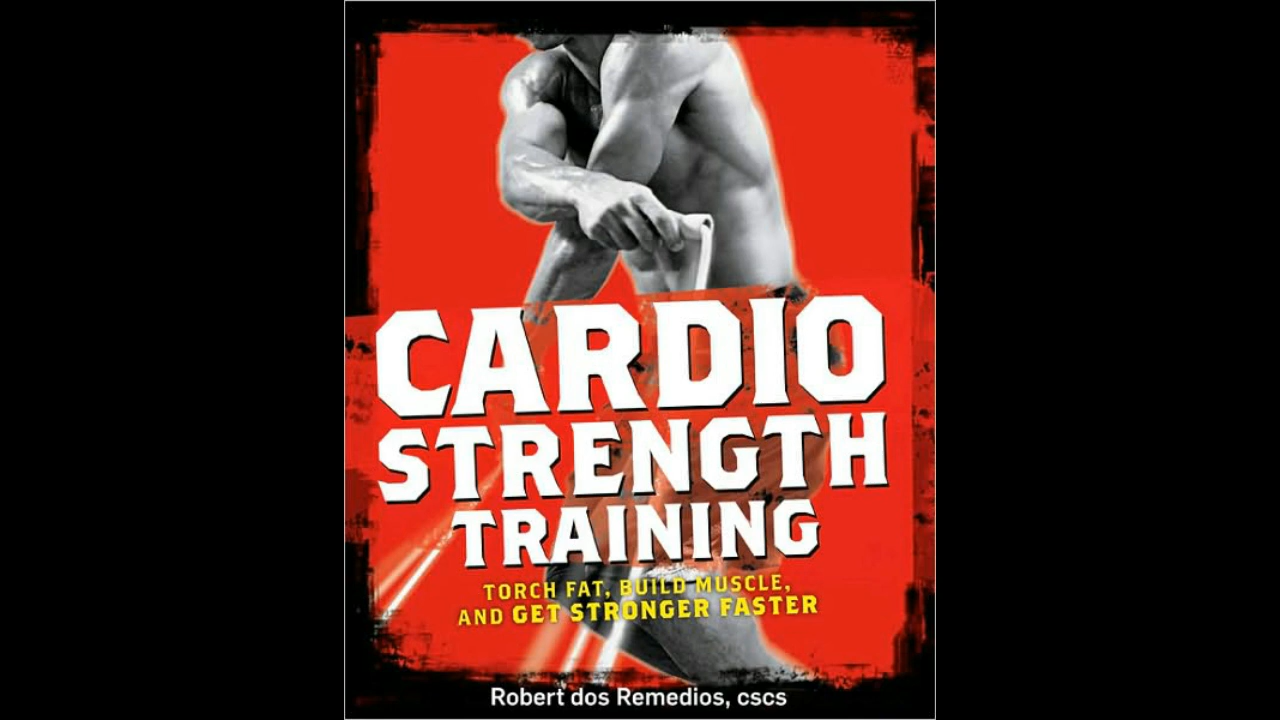 CARDIO
STRENGTH
TRAINING
TORCH FAT, BUILD MUSCLE,
AND GET STRONGER FASTER
Robert dos Remedios, cscs